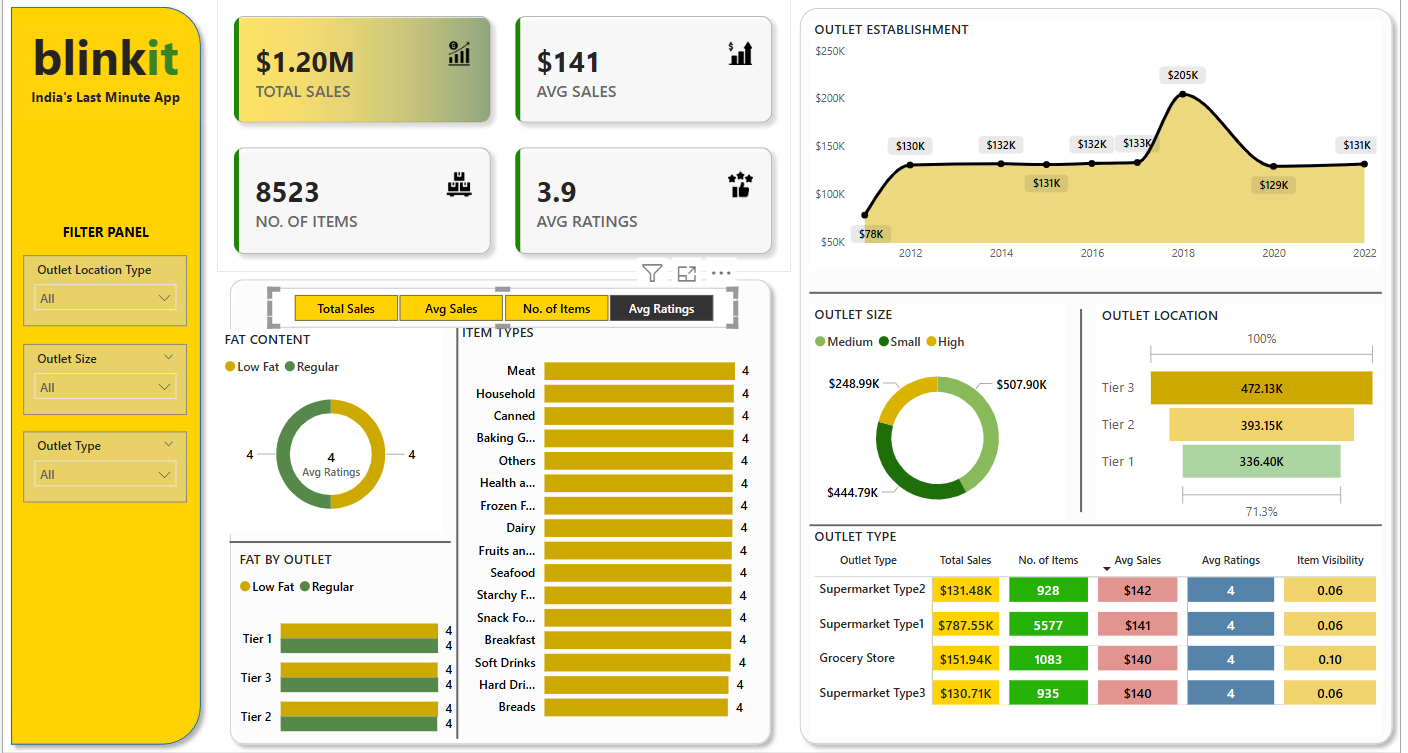 blinkit
India's Last Minute App
FILTER PANEL
Outlet Location Type
All
Outlet Size
All
Outlet Type
All
$1.20M
TOTAL SALES
$141
AVG SALES
8523
NO. OF ITEMS
3.9
AVG RATINGS
Total Sales
Avg Sales
No. of Items
Avg Ratings
FAT CONTENT
Low Fat
Regular
4
4
Avg Ratings
4
FAT BY OUTLET
Low Fat
Regular
Tier 1
4
4
Tier 3
4
4
Tier 2
4
4
ITEM TYPES
Meat 4
Household 4
Canned 4
Baking G... 4
Others 4
Health a... 4
Frozen F... 4
Dairy 4
Fruits an... 4
Seafood 4
Starchy F... 4
Snack Fo... 4
Breakfast 4
Soft Drinks 4
Hard Dri... 4
Breads 4
OUTLET ESTABLISHMENT
$250K
$200K
$150K
$100K
$50K
$78K
$130K
$132K
$131K
$132K
$133K
$205K
$129K
$131K
2012 2014 2016 2018 2020 2022
OUTLET SIZE
Medium
Small
High
$248.99K
$507.90K
$444.79K
OUTLET LOCATION
100%
Tier 3 472.13K
Tier 2 393.15K
Tier 1 336.40K
71.3%
OUTLET TYPE
Outlet Type Total Sales No. of Items Avg Sales Avg Ratings Item Visibility
Supermarket Type2 $131.48K 928 $142 4 0.06
Supermarket Type1 $787.55K 5577 $141 4 0.06
Grocery Store $151.94K 1083 $140 4 0.10
Supermarket Type3 $130.71K 935 $140 4 0.06